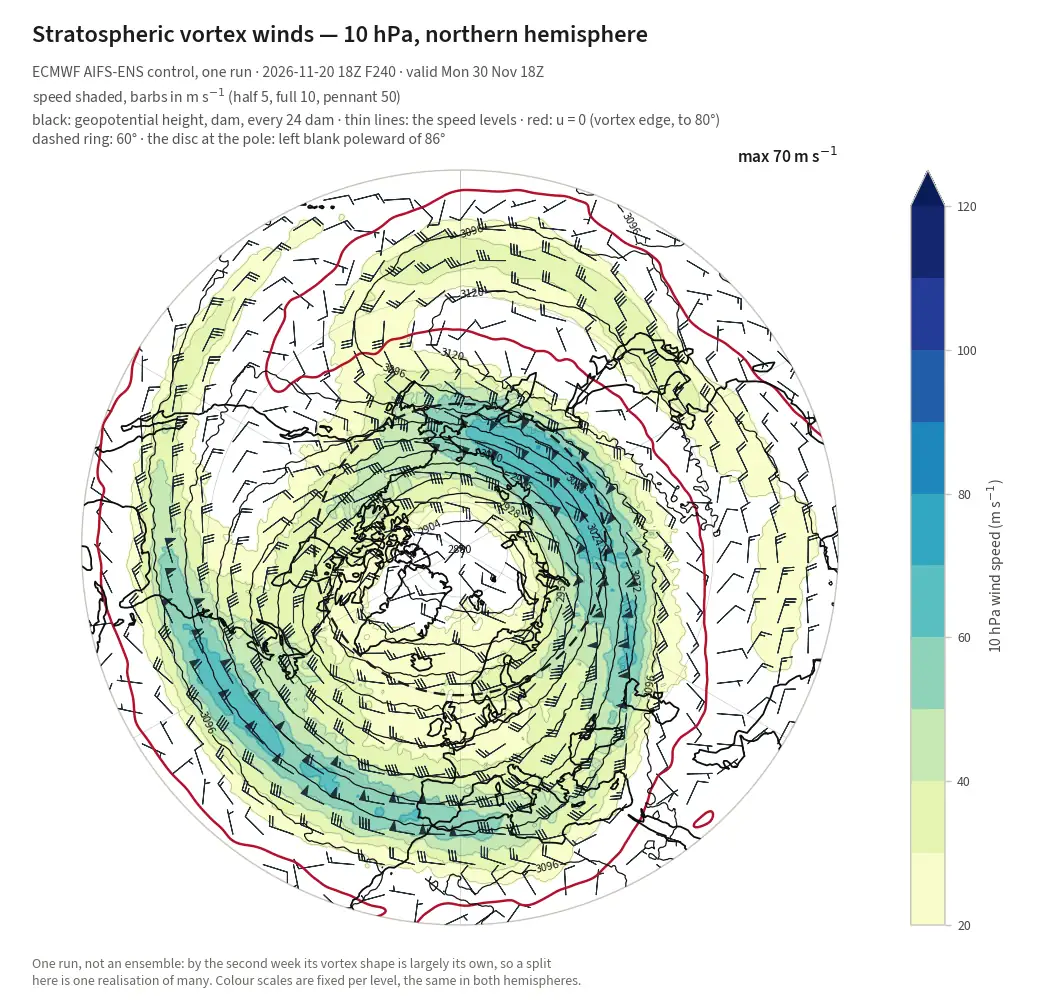 Stratospheric vortex winds — 10 hPa, northern hemisphere
ECMWF AIFS-ENS control, one run · 2026-11-20 18Z F240 · valid Mon 30 Nov 18Z
speed shaded, barbs in m s⁻¹ (half 5, full 10, pennant 50)
black: geopotential height, dam, every 24 dam · thin lines: the speed levels · red: u = 0 (vortex edge, to 80°)
dashed ring: 60° · the disc at the pole: left blank poleward of 86°
max 70 m s⁻¹
120
100
80
60
40
20
10 hPa wind speed (m s⁻¹)
3096
3096
3120
3120
3096
2904
2880
2928
3024
3096
3096
One run, not an ensemble: by the second week its vortex shape is largely its own, so a split
here is one realisation of many. Colour scales are fixed per level, the same in both hemispheres.